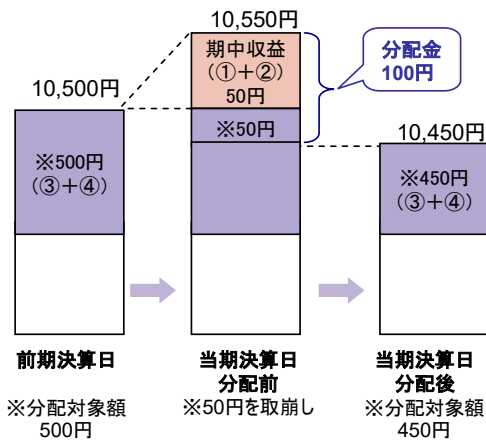 10,550円
期中収益
(①+②)
50円
分配金
100円
10,500円
※50円
10,450円
※500円
(③+④)
※450円
(③+④)
前期決算日
当期決算日
分配前
当期決算日
分配後
※分配対象額
500円
※50円を取崩し
※分配対象額
450円